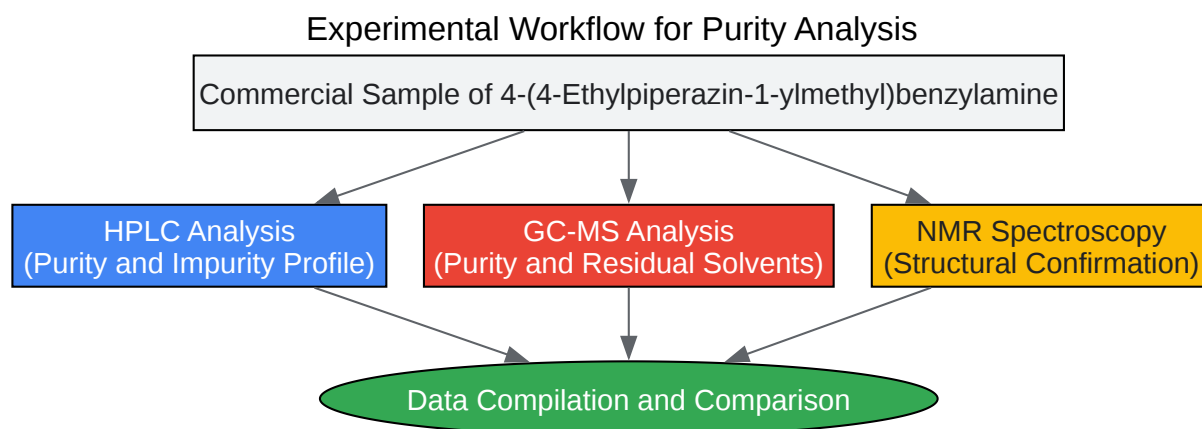 Experimental Workflow for Purity Analysis
Commercial Sample of 4-(4-Ethylpiperazin-1-ylmethyl)benzylamine
HPLC Analysis
(Purity and Impurity Profile)
GC-MS Analysis
(Purity and Residual Solvents)
NMR Spectroscopy
(Structural Confirmation)
Data Compilation and Comparison